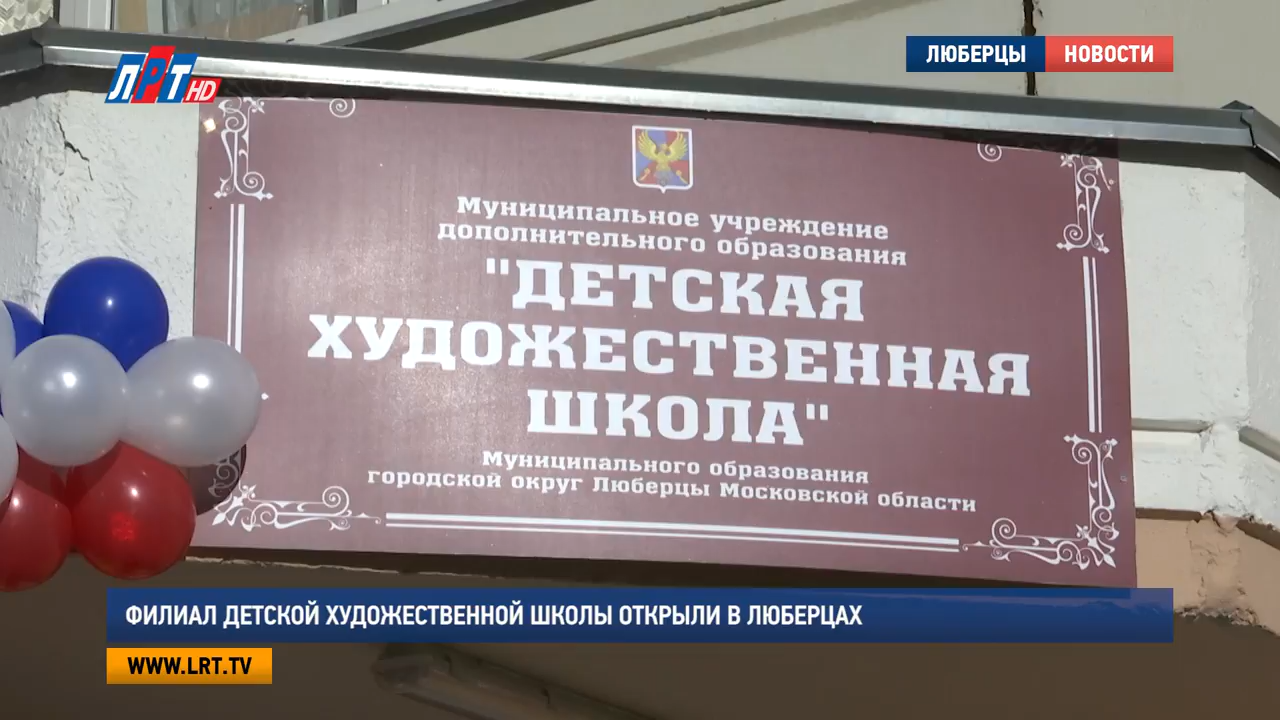 ЛРТ HD
ЛЮБЕРЦЫ НОВОСТИ
Муниципальное учреждение
дополнительного образования
"ДЕТСКАЯ
ХУДОЖЕСТВЕННАЯ
ШКОЛА"
Муниципального образования
городской округ Люберцы Московской области
ФИЛИАЛ ДЕТСКОЙ ХУДОЖЕСТВЕННОЙ ШКОЛЫ ОТКРЫЛИ В ЛЮБЕРЦАХ
WWW.LRT.TV